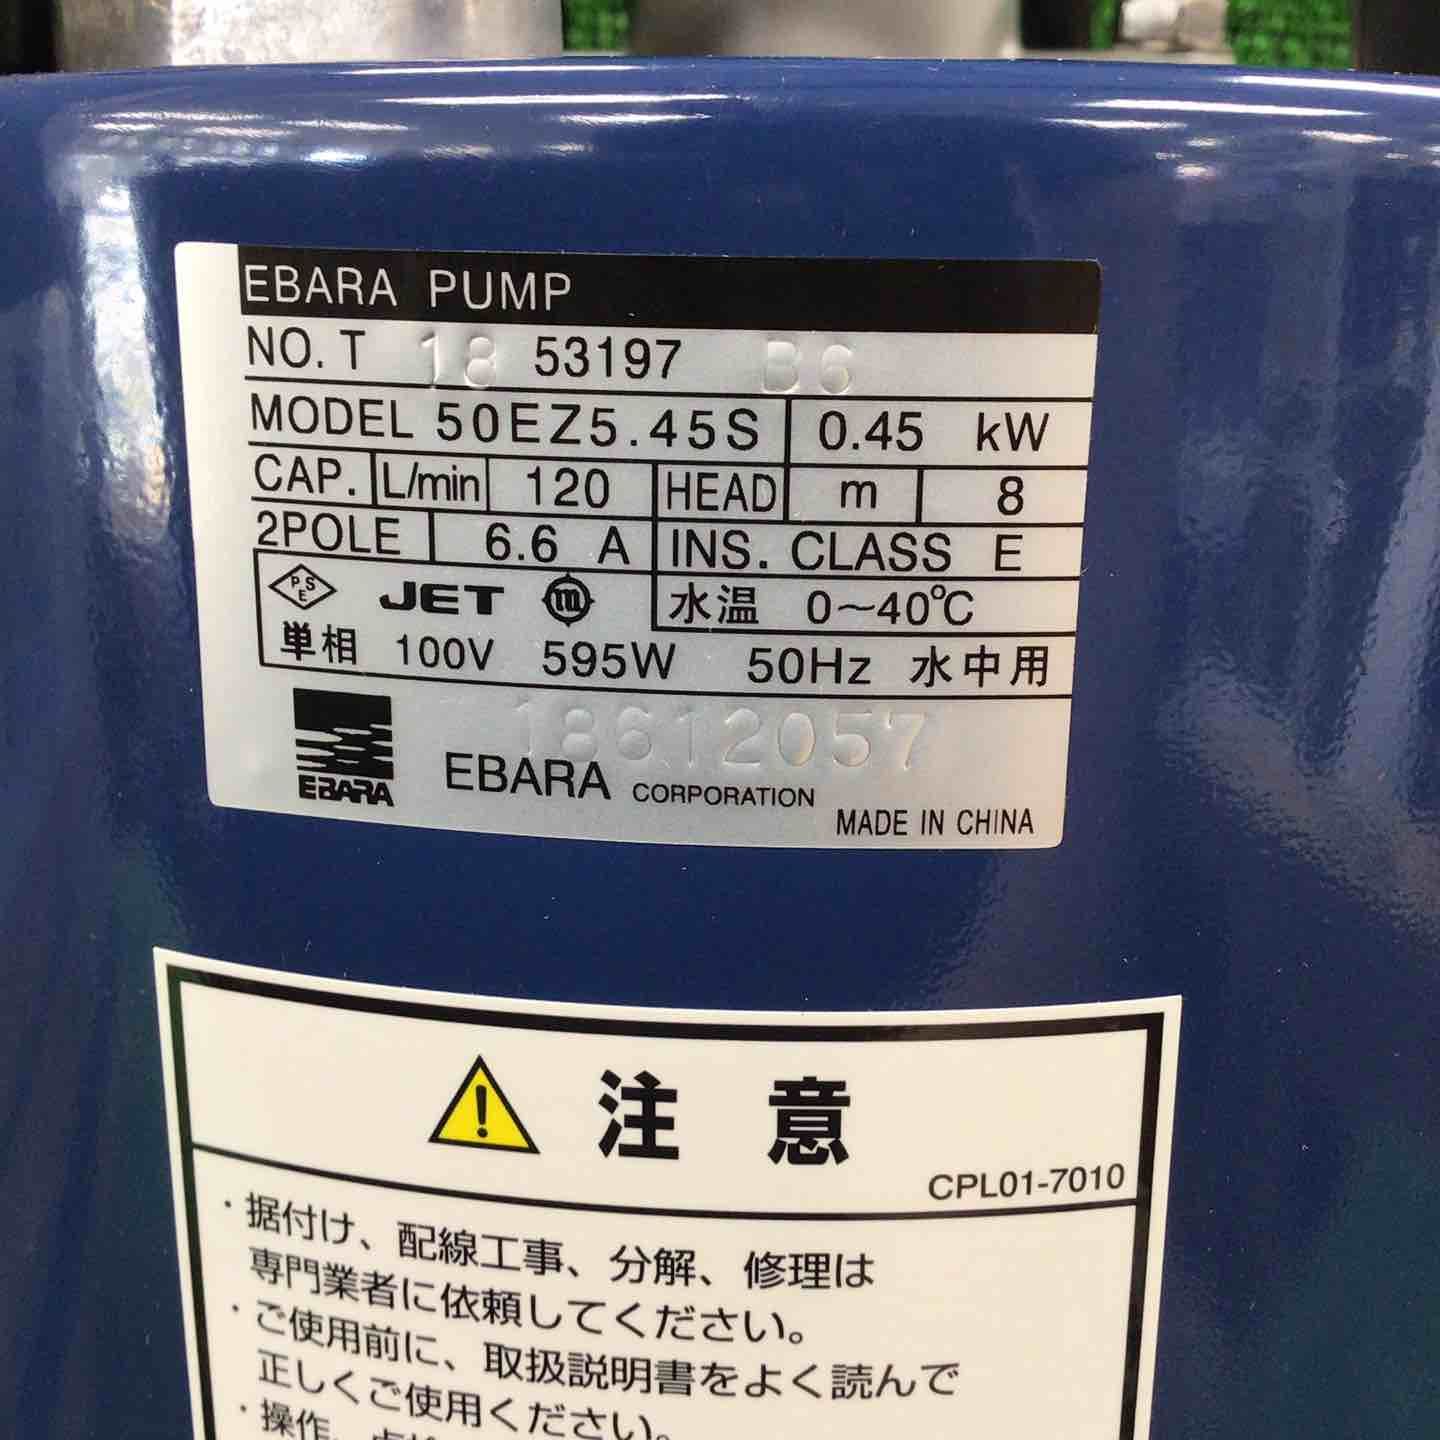 EBARA PUMP
NO. T 18 53197 B6
MODEL 50EZ5.45S 0.45 kW
CAP. L/min 120 HEAD m 8
2POLE 6.6 A INS. CLASS E
PSE JET m 水温 0〜40℃
単相 100V 595W 50Hz 水中用
18612057
EBARA EBARA CORPORATION
MADE IN CHINA
! 注意
CPL01-7010
・据付け、配線工事、分解、修理は
専門業者に依頼してください。
・ご使用前に、取扱説明書をよく読んで
正しくご使用ください。
・操作、